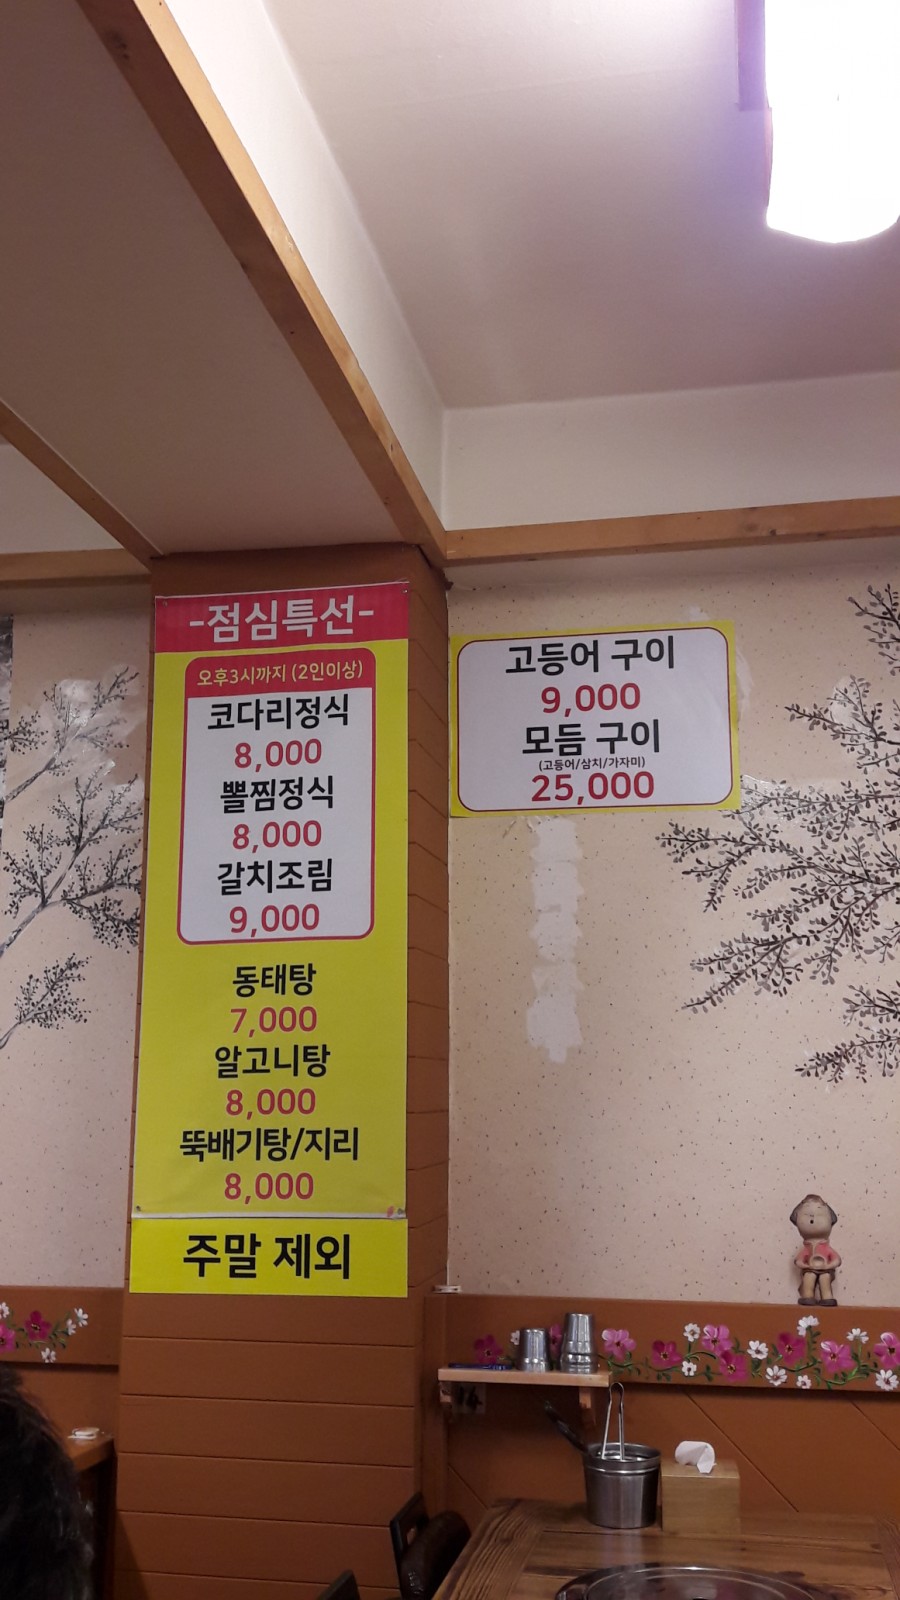 -점심특선-
오후3시까지 (2인이상)
코다리정식
8,000
뽈찜정식
8,000
갈치조림
9,000
동태탕
7,000
알고니탕
8,000
뚝배기탕/지리
8,000
주말 제외
고등어 구이
9,000
모듬 구이
(고등어/삼치/가자미)
25,000
14